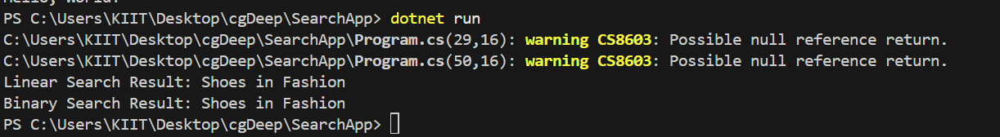 PS C:\Users\KIIT\Desktop\cgDeep\SearchApp> dotnet run
C:\Users\KIIT\Desktop\cgDeep\SearchApp\Program.cs(29,16): warning CS8603: Possible null reference return.
C:\Users\KIIT\Desktop\cgDeep\SearchApp\Program.cs(50,16): warning CS8603: Possible null reference return.
Linear Search Result: Shoes in Fashion
Binary Search Result: Shoes in Fashion
PS C:\Users\KIIT\Desktop\cgDeep\SearchApp>